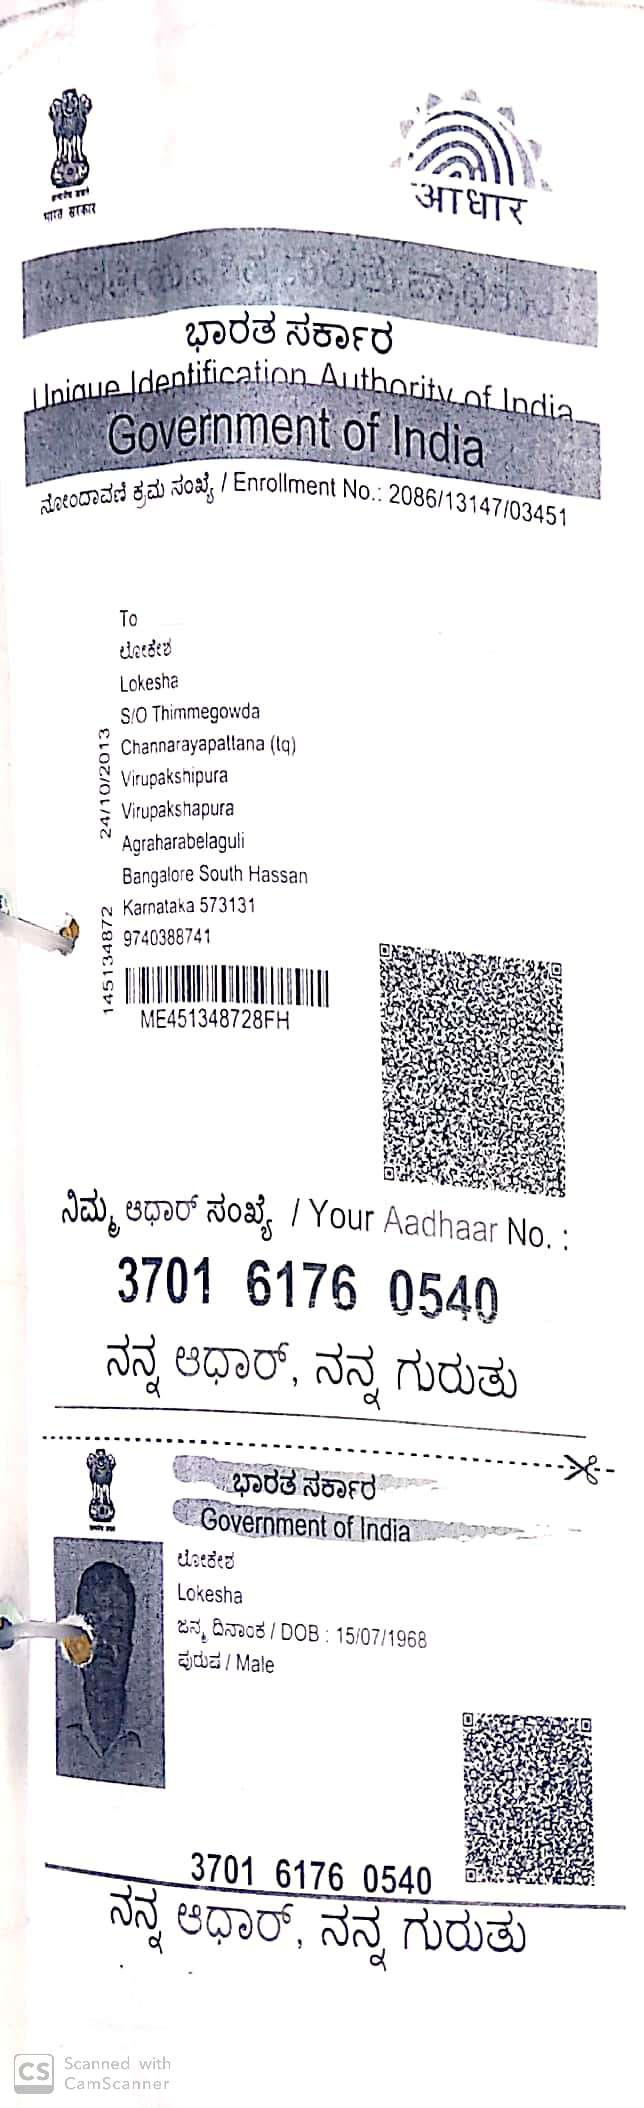 भारत सरकार
आधार
ಭಾರತ ಸರ್ಕಾರ
Unique Identification Authority of India
Government of India
ನೋಂದಾವಣಿ ಕ್ರಮ ಸಂಖ್ಯೆ / Enrollment No.: 2086/13147/03451
To
ಲೋಕೇಶ
Lokesha
S/O Thimmegowda
Channarayapattana (tq)
Virupakshipura
Virupakshapura
Agraharabelaguli
Bangalore South Hassan
Karnataka 573131
9740388741
24/10/2013
145134872
ME451348728FH
ನಿಮ್ಮ ಆಧಾರ್ ಸಂಖ್ಯೆ / Your Aadhaar No. :
3701 6176 0540
ನನ್ನ ಆಧಾರ್, ನನ್ನ ಗುರುತು
ಭಾರತ ಸರ್ಕಾರ
Government of India
ಲೋಕೇಶ
Lokesha
ಜನ್ಮ ದಿನಾಂಕ / DOB : 15/07/1968
ಪುರುಷ / Male
3701 6176 0540
ನನ್ನ ಆಧಾರ್, ನನ್ನ ಗುರುತು
CS Scanned with
CamScanner